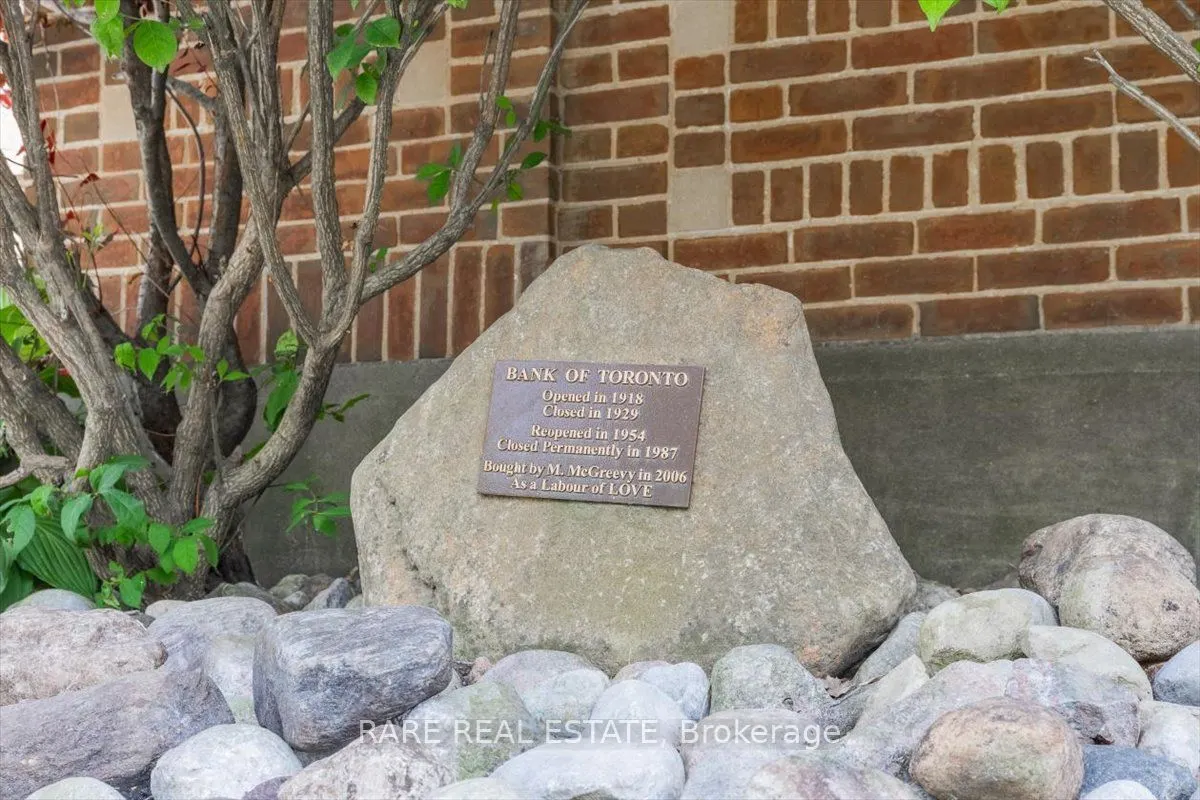 BANK OF TORONTO
Opened in 1918
Closed in 1929
Reopened in 1954
Closed Permanently in 1987
Bought by M. McGreevy in 2006
As a Labour of LOVE
RARE REAL ESTATE Brokerage